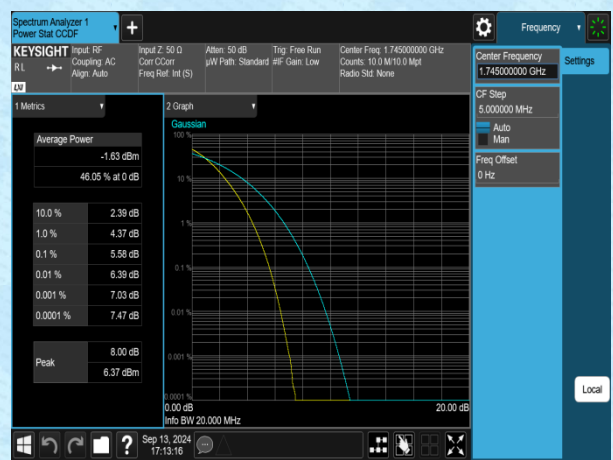 Spectrum Analyzer 1
Power Stat CCDF
+
Frequency
KEYSIGHT
RL
LXI
Input: RF
Coupling: AC
Align: Auto
Input Z: 50 Ω
Corr CCorr
Freq Ref: Int (S)
Atten: 50 dB
µW Path: Standard
Trig: Free Run
#IF Gain: Low
Center Freq: 1.745000000 GHz
Counts: 10.0 M/10.0 Mpt
Radio Std: None
Center Frequency
1.745000000 GHz
Settings
CF Step
5.000000 MHz
Auto
Man
Freq Offset
0 Hz
Local
1 Metrics
Average Power
-1.63 dBm
46.05 % at 0 dB
10.0 % 2.39 dB
1.0 % 4.37 dB
0.1 % 5.58 dB
0.01 % 6.39 dB
0.001 % 7.03 dB
0.0001 % 7.47 dB
Peak
8.00 dB
6.37 dBm
2 Graph
Gaussian
100 %
10 %
1 %
0.1 %
0.01 %
0.001 %
0.0001 %
0.00 dB 20.00 dB
Info BW 20.000 MHz
?
Sep 13, 2024
17:13:16